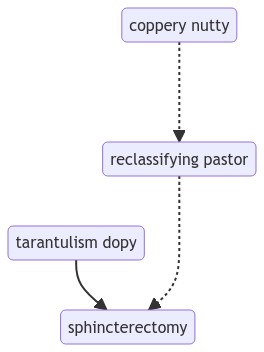 coppery nutty
reclassifying pastor
tarantulism dopy
sphincterectomy